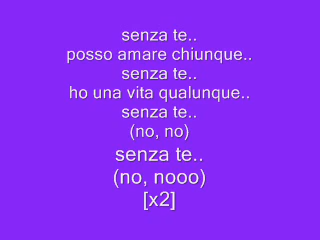 senza te..
posso amare chiunque..
senza te..
ho una vita qualunque..
senza te..
(no, no)
senza te..
(no, nooo)
[x2]